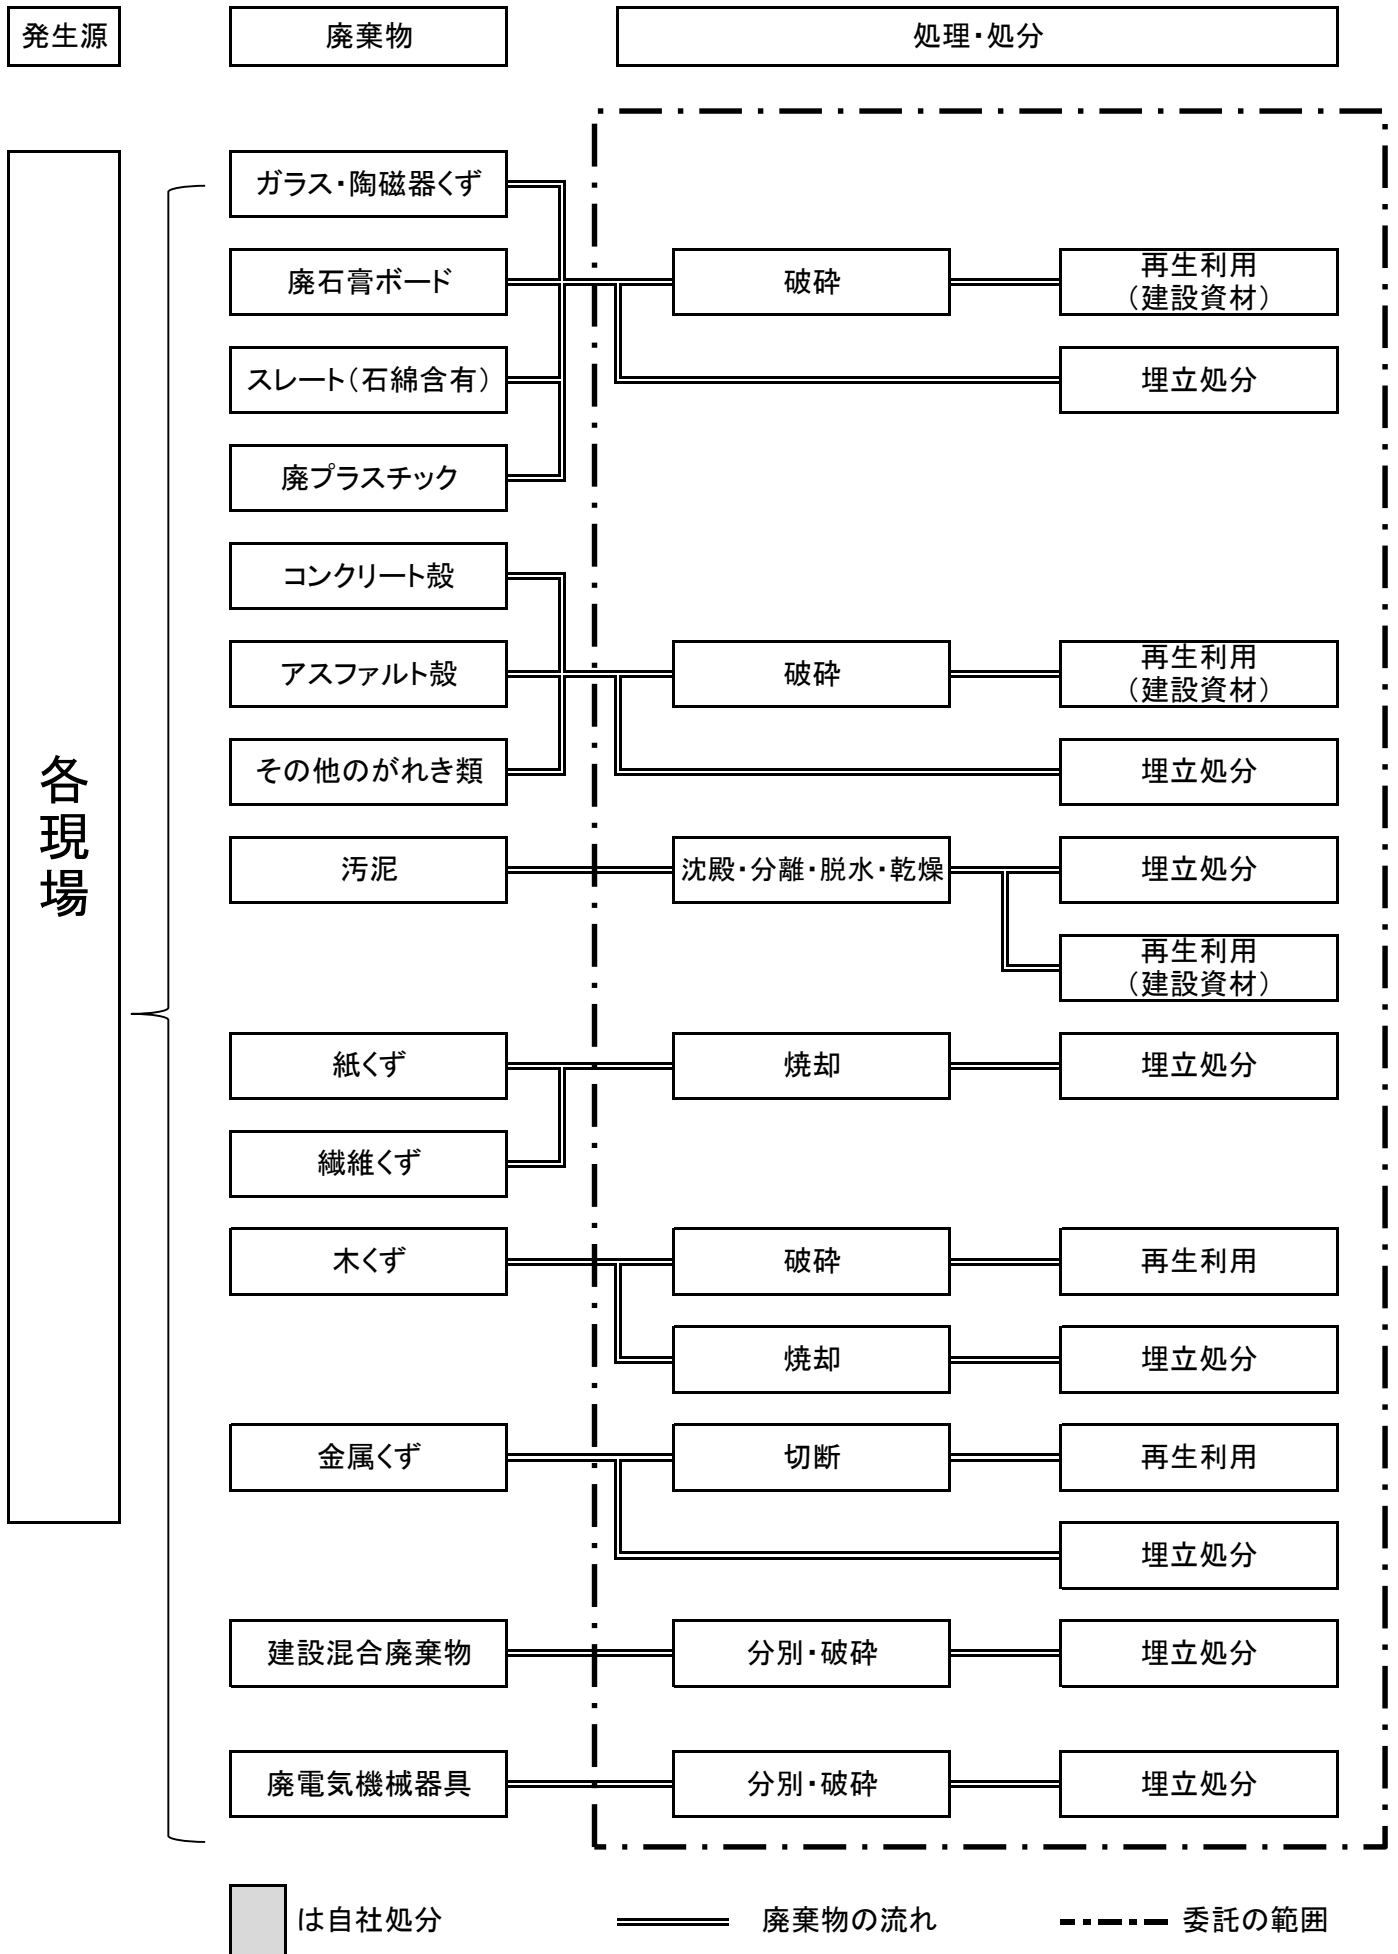 発生源
廃棄物
処理・処分
各現場
ガラス・陶磁器くず
廃石膏ボード
破砕
再生利用
（建設資材）
スレート（石綿含有）
埋立処分
廃プラスチック
コンクリート殻
アスファルト殻
破砕
再生利用
（建設資材）
その他のがれき類
埋立処分
汚泥
沈殿・分離・脱水・乾燥
埋立処分
再生利用
（建設資材）
紙くず
焼却
埋立処分
繊維くず
木くず
破砕
再生利用
焼却
埋立処分
金属くず
切断
再生利用
埋立処分
建設混合廃棄物
分別・破砕
埋立処分
廃電気機械器具
分別・破砕
埋立処分
は自社処分
廃棄物の流れ
委託の範囲